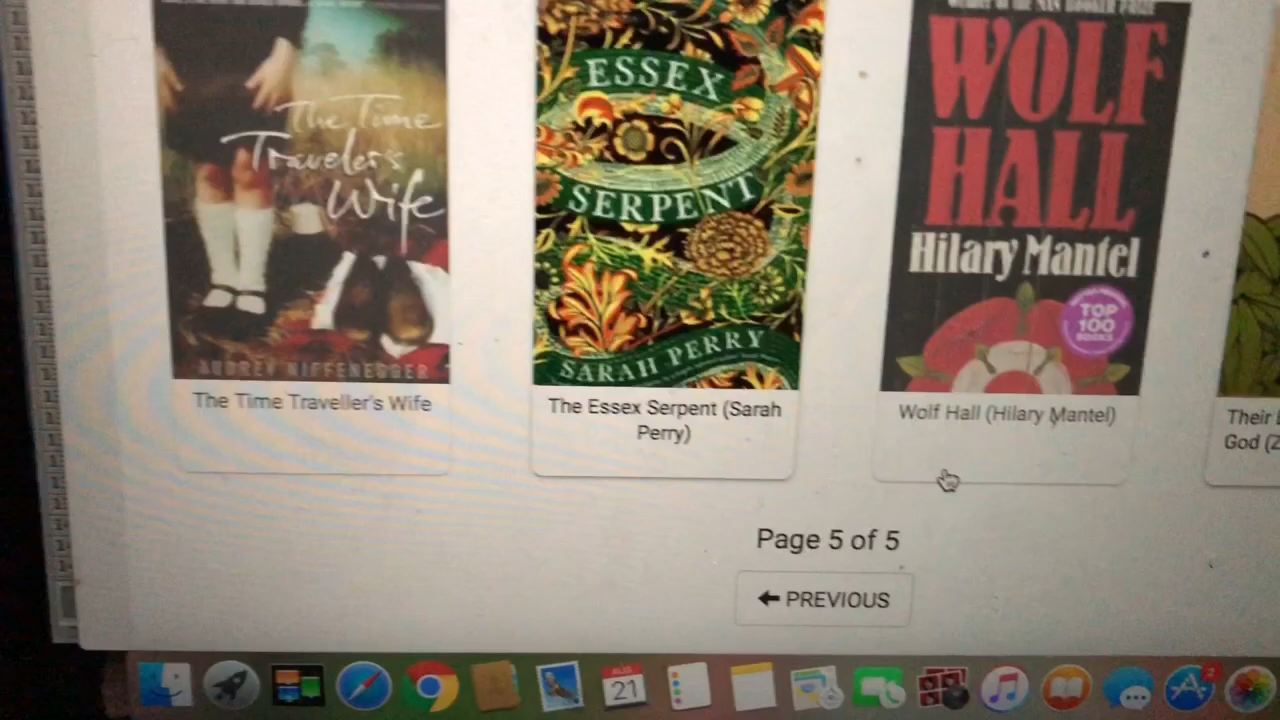 The Time
Traveler's
Wife
AUDREY NIFFENEGGER
The Time Traveller's Wife
ESSEX
SERPENT
SARAH PERRY
The Essex Serpent (Sarah
Perry)
WOLF
HALL
Hilary Mantel
TOP
100
BOOKS
Wolf Hall (Hilary Mantel)
Their
God (Z
Page 5 of 5
PREVIOUS
21
2